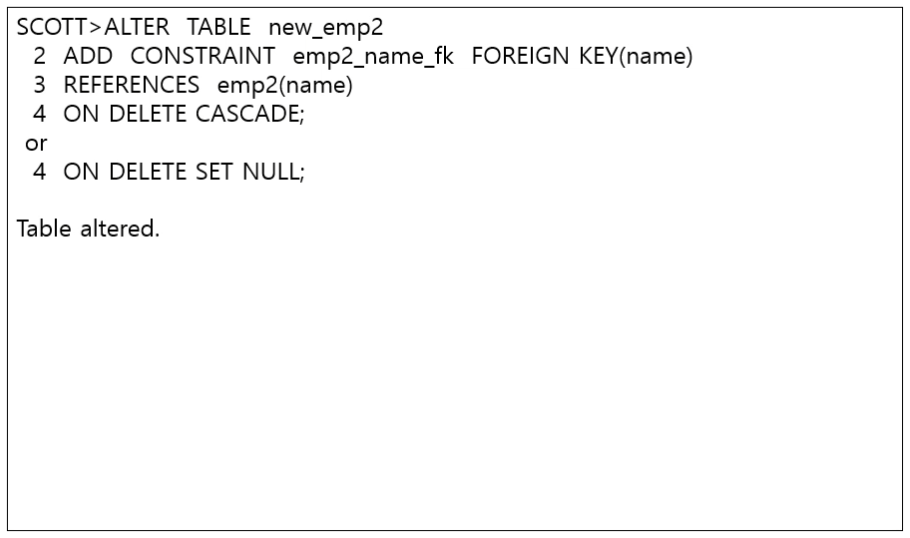 SCOTT>ALTER TABLE new_emp2
2 ADD CONSTRAINT emp2_name_fk FOREIGN KEY(name)
3 REFERENCES emp2(name)
4 ON DELETE CASCADE;
or
4 ON DELETE SET NULL;
Table altered.